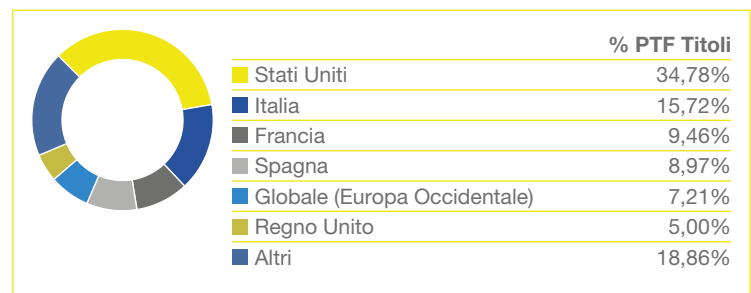 % PTF Titoli
Stati Uniti 34,78%
Italia 15,72%
Francia 9,46%
Spagna 8,97%
Globale (Europa Occidentale) 7,21%
Regno Unito 5,00%
Altri 18,86%